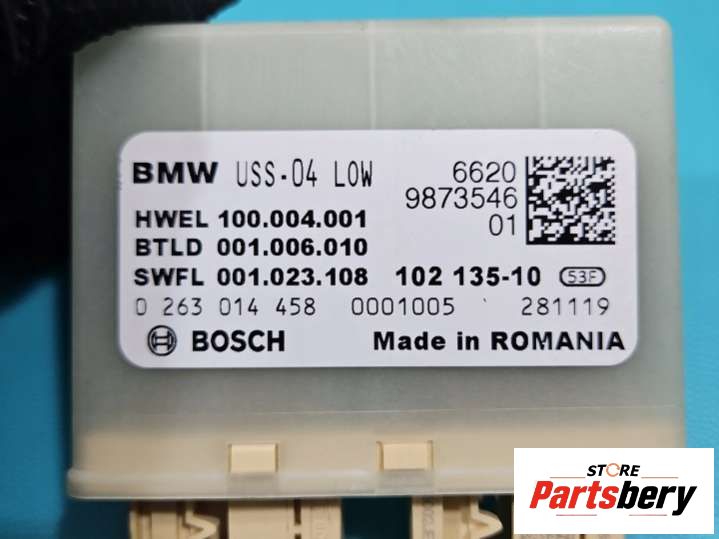 BMW USS-04 LOW 6620
9873546
HWEL 100.004.001 01
BTLD 001.006.010
SWFL 001.023.108 102 135-10 53F
0 263 014 458 0001005 281119
BOSCH Made in ROMANIA
STORE
Partsbery